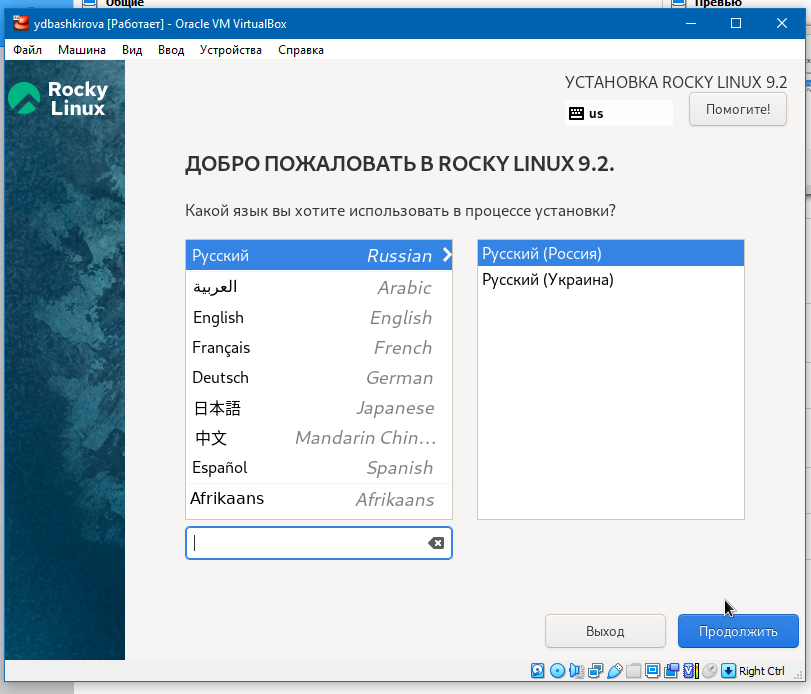 Общие
Превью
ydbashkirova [Работает] - Oracle VM VirtualBox
Файл Машина Вид Ввод Устройства Справка
Rocky
Linux
УСТАНОВКА ROCKY LINUX 9.2
us
Помогите!
ДОБРО ПОЖАЛОВАТЬ В ROCKY LINUX 9.2.
Какой язык вы хотите использовать в процессе установки?
Русский Russian
العربية Arabic
English English
Français French
Deutsch German
日本語 Japanese
中文 Mandarin Chin…
Español Spanish
Afrikaans Afrikaans
Русский (Россия)
Русский (Украина)
Выход
Продолжить
Right Ctrl